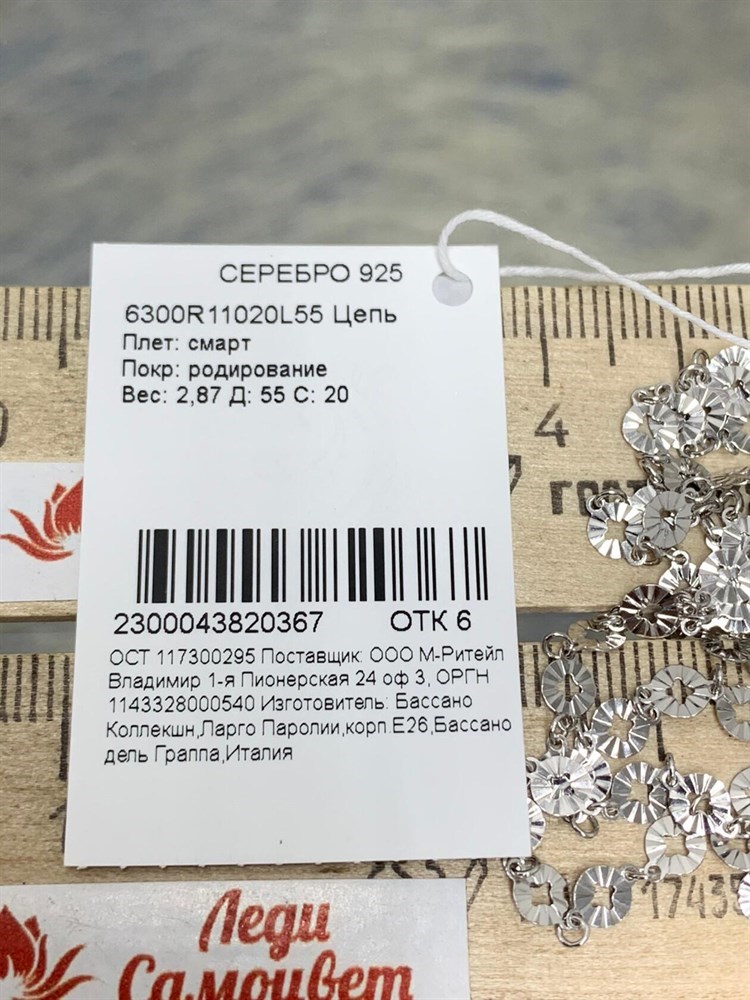 СЕРЕБРО 925
6300R11020L55 Цепь
Плет: смарт
Покр: родирование
Вес: 2,87 Д: 55 С: 20
4
ГОСТ
2300043820367 ОТК 6
ОСТ 117300295 Поставщик: ООО М-Ритейл
Владимир 1-я Пионерская 24 оф 3, ОРГН
1143328000540 Изготовитель: Бассано
Коллекшн,Ларго Паролии,корп.Е26,Бассано
дель Граппа,Италия
17435
Леди
Самоцвет